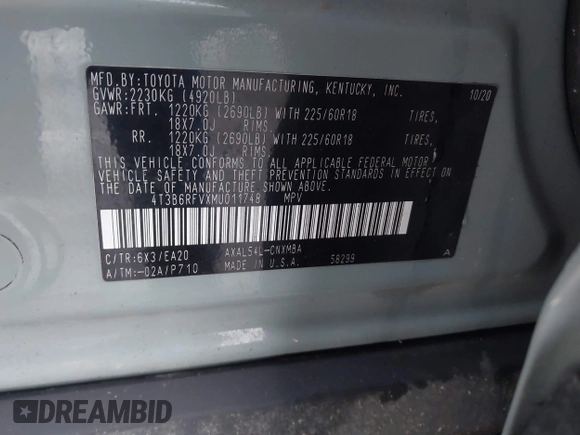 MFD.BY:TOYOTA MOTOR MANUFACTURING, KENTUCKY, INC.
GVWR:2230KG (4920LB) 10/20
GAWR:FRT. 1220KG (2690LB) WITH 225/60R18 TIRES,
18X7.0J RIMS.
RR. 1220KG (2690LB) WITH 225/60R18 TIRES,
18X7.0J RIMS.
THIS VEHICLE CONFORMS TO ALL APPLICABLE FEDERAL MOTOR
VEHICLE SAFETY AND THEFT PREVENTION STANDARDS IN EFFECT ON
THE DATE OF MANUFACTURE SHOWN ABOVE.
4T3B6RFVXMU011748 MPV
C/TR:6X3/EA20 AXAL54L-CNXMBA
A/TM:-02A/P710 MADE IN U.S.A. 58299 A
DREAMBID